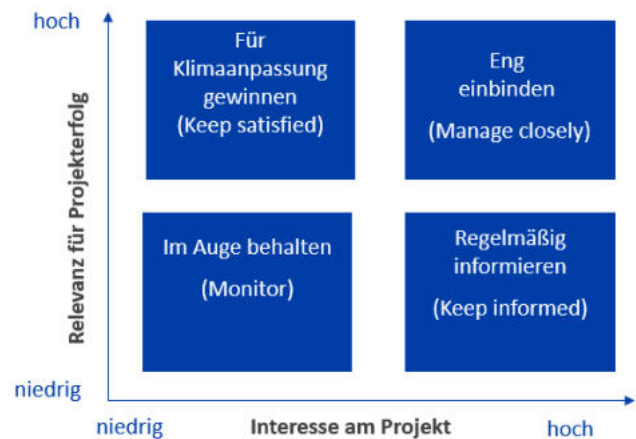 hoch
Für
Klimaanpassung
gewinnen
(Keep satisfied)
Eng
einbinden
(Manage closely)
Relevanz für Projekterfolg
Im Auge behalten
(Monitor)
Regelmäßig
informieren
(Keep informed)
niedrig
niedrig
Interesse am Projekt
hoch